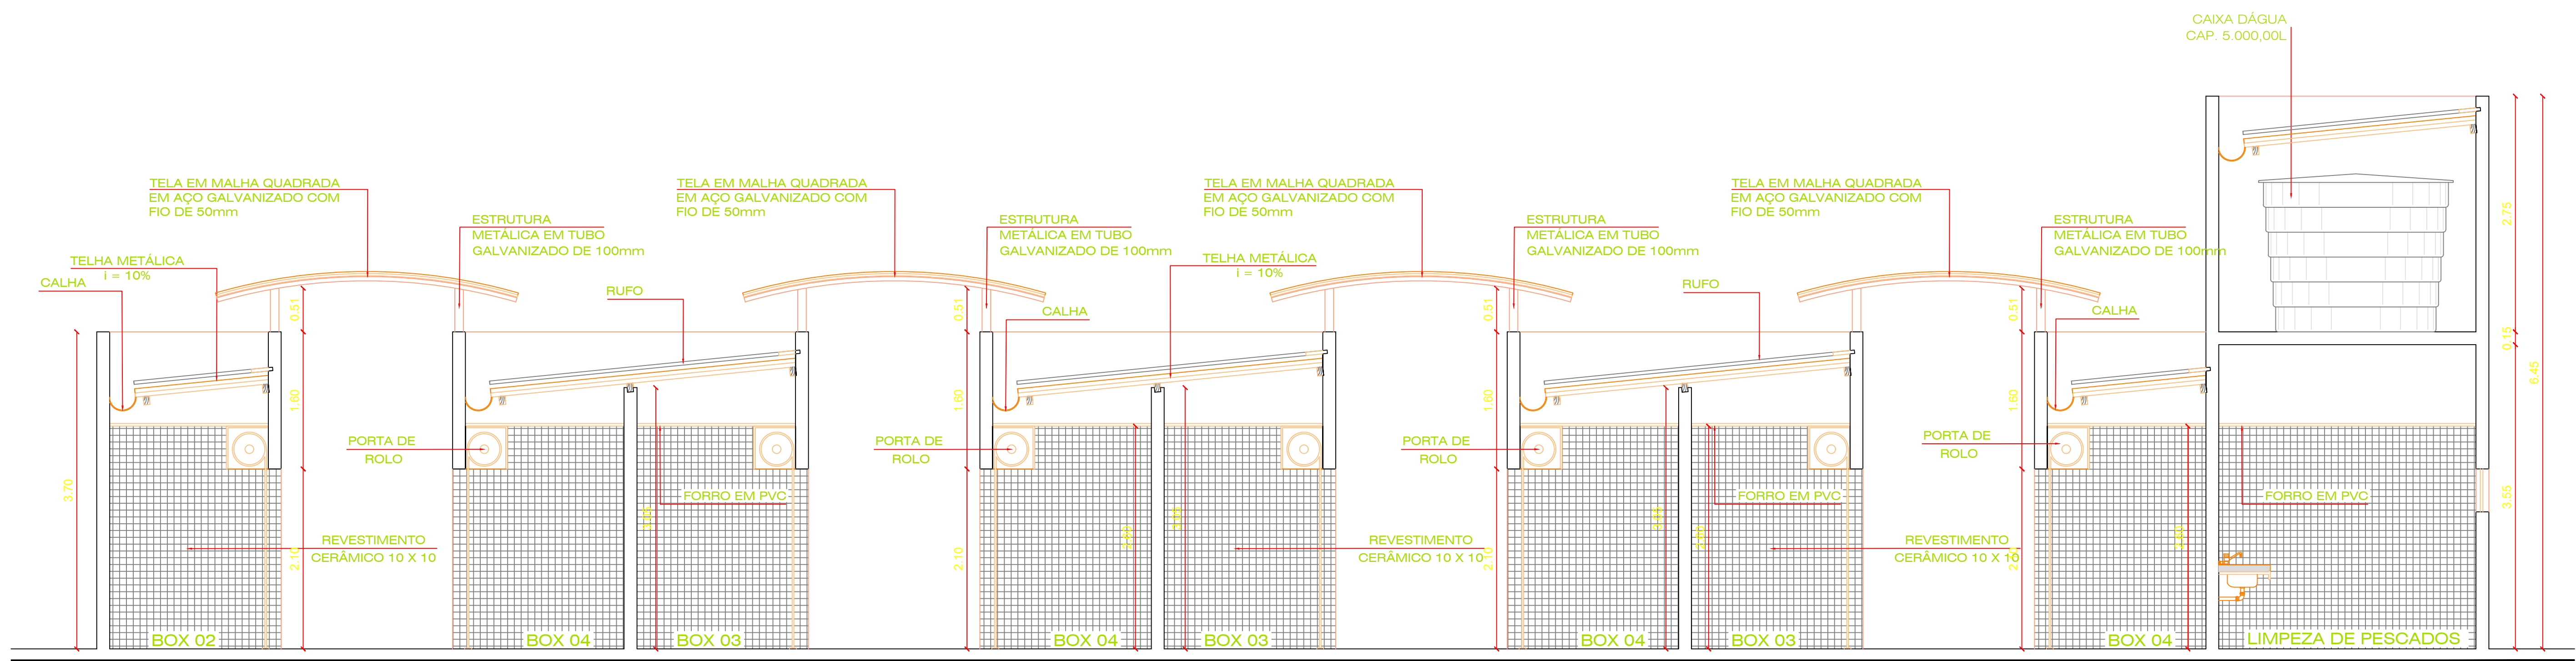 CAIXA DÁGUA
CAP. 5.000,00L
TELA EM MALHA QUADRADA
EM AÇO GALVANIZADO COM
FIO DE 50mm
TELA EM MALHA QUADRADA
EM AÇO GALVANIZADO COM
FIO DE 50mm
TELA EM MALHA QUADRADA
EM AÇO GALVANIZADO COM
FIO DE 50mm
TELA EM MALHA QUADRADA
EM AÇO GALVANIZADO COM
FIO DE 50mm
ESTRUTURA
METÁLICA EM TUBO
GALVANIZADO DE 100mm
ESTRUTURA
METÁLICA EM TUBO
GALVANIZADO DE 100mm
ESTRUTURA
METÁLICA EM TUBO
GALVANIZADO DE 100mm
ESTRUTURA
METÁLICA EM TUBO
GALVANIZADO DE 100mm
TELHA METÁLICA
i = 10%
CALHA
RUFO
CALHA
TELHA METÁLICA
i = 10%
RUFO
CALHA
0.51
0.51
0.51
0.51
2.75
0.15
6.45
3.70
1.60
1.60
1.60
1.60
PORTA DE
ROLO
PORTA DE
ROLO
PORTA DE
ROLO
PORTA DE
ROLO
FORRO EM PVC
FORRO EM PVC
FORRO EM PVC
3.55
REVESTIMENTO
CERÂMICO 10 X 10
REVESTIMENTO
CERÂMICO 10 X 10
REVESTIMENTO
CERÂMICO 10 X 10
2.10
2.10
2.10
BOX 02
BOX 04
BOX 03
BOX 04
BOX 03
BOX 04
BOX 03
BOX 04
LIMPEZA DE PESCADOS